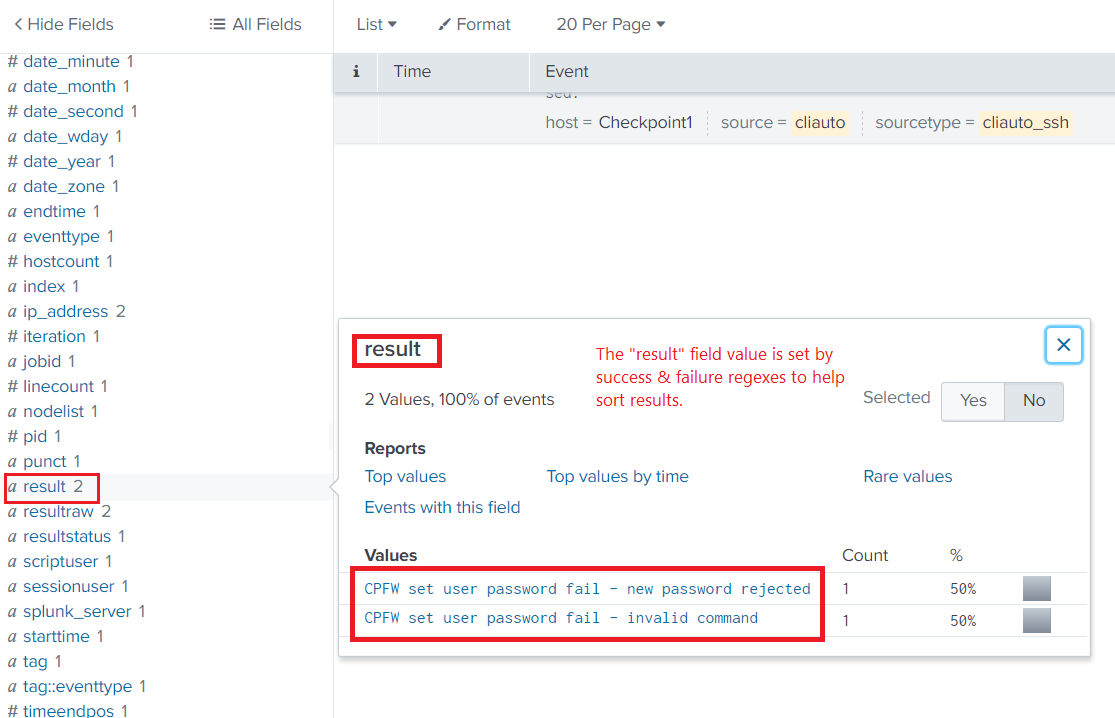 Hide Fields
All Fields
List
Format
20 Per Page
i
Time
Event
# date_minute 1
a date_month 1
# date_second 1
a date_wday 1
# date_year 1
a date_zone 1
a endtime 1
a eventtype 1
# hostcount 1
a index 1
a ip_address 2
# iteration 1
a jobid 1
# linecount 1
a nodelist 1
# pid 1
a punct 1
a result 2
a resultraw 2
a resultstatus 1
a scriptuser 1
a sessionuser 1
a splunk_server 1
a starttime 1
a tag 1
a tag::eventtype 1
# timeendpos 1
host = Checkpoint1
source = cliauto
sourcetype = cliauto_ssh
result
The "result" field value is set by
success & failure regexes to help
sort results.
2 Values, 100% of events
Selected
Yes
No
Reports
Top values
Top values by time
Rare values
Events with this field
Values Count %
CPFW set user password fail - new password rejected 1 50%
CPFW set user password fail - invalid command 1 50%